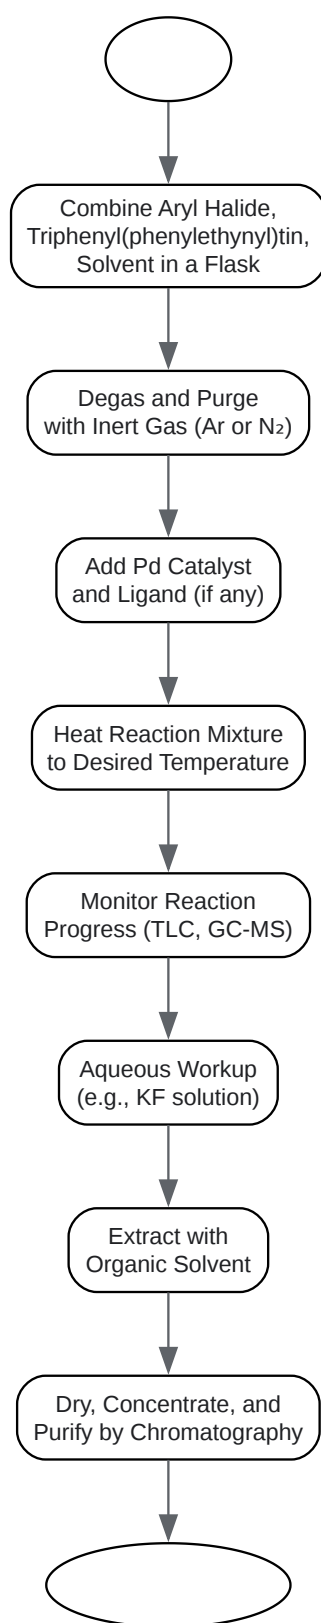 Combine Aryl Halide,
Triphenyl(phenylethynyl)tin,
Solvent in a Flask
Degas and Purge
with Inert Gas (Ar or N₂)
Add Pd Catalyst
and Ligand (if any)
Heat Reaction Mixture
to Desired Temperature
Monitor Reaction
Progress (TLC, GC-MS)
Aqueous Workup
(e.g., KF solution)
Extract with
Organic Solvent
Dry, Concentrate, and
Purify by Chromatography